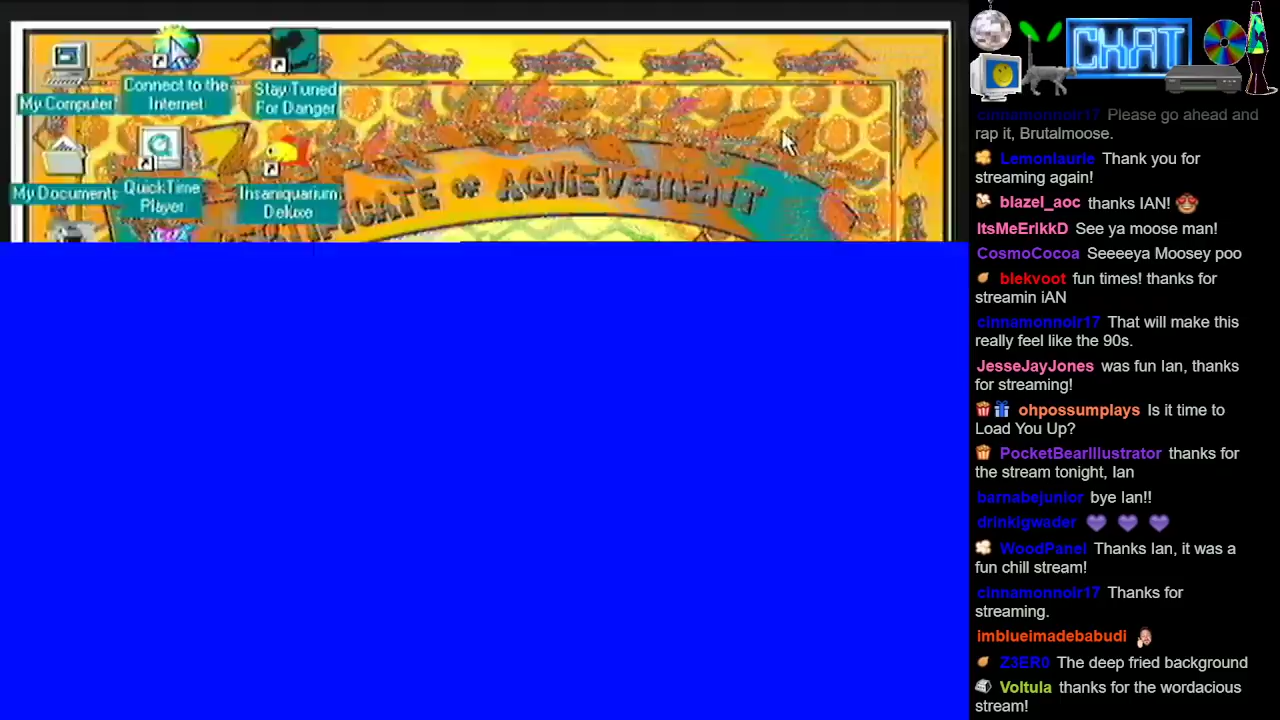 My Computer
Connect to the
Internet
Stay Tuned
For Danger
My Documents
QuickTime
Player
Insaniquarium
Deluxe
CERTIFICATE OF ACHIEVEMENT
CHAT
cinnamonnoir17 Please go ahead and
rap it, Brutalmoose.
Lemonlaurie Thank you for
streaming again!
blazel_aoc thanks IAN!
ItsMeErikkD See ya moose man!
CosmoCocoa Seeeeya Moosey poo
blekvoot fun times! thanks for
streamin iAN
cinnamonnoir17 That will make this
really feel like the 90s.
JesseJayJones was fun Ian, thanks
for streaming!
ohpossumplays Is it time to
Load You Up?
PocketBearIllustrator thanks for
the stream tonight, Ian
barnabejunior bye Ian!!
drinkigwader
WoodPanel Thanks Ian, it was a
fun chill stream!
cinnamonnoir17 Thanks for
streaming.
imblueimadebabudi
Z3ER0 The deep fried background
Voltula thanks for the wordacious
stream!